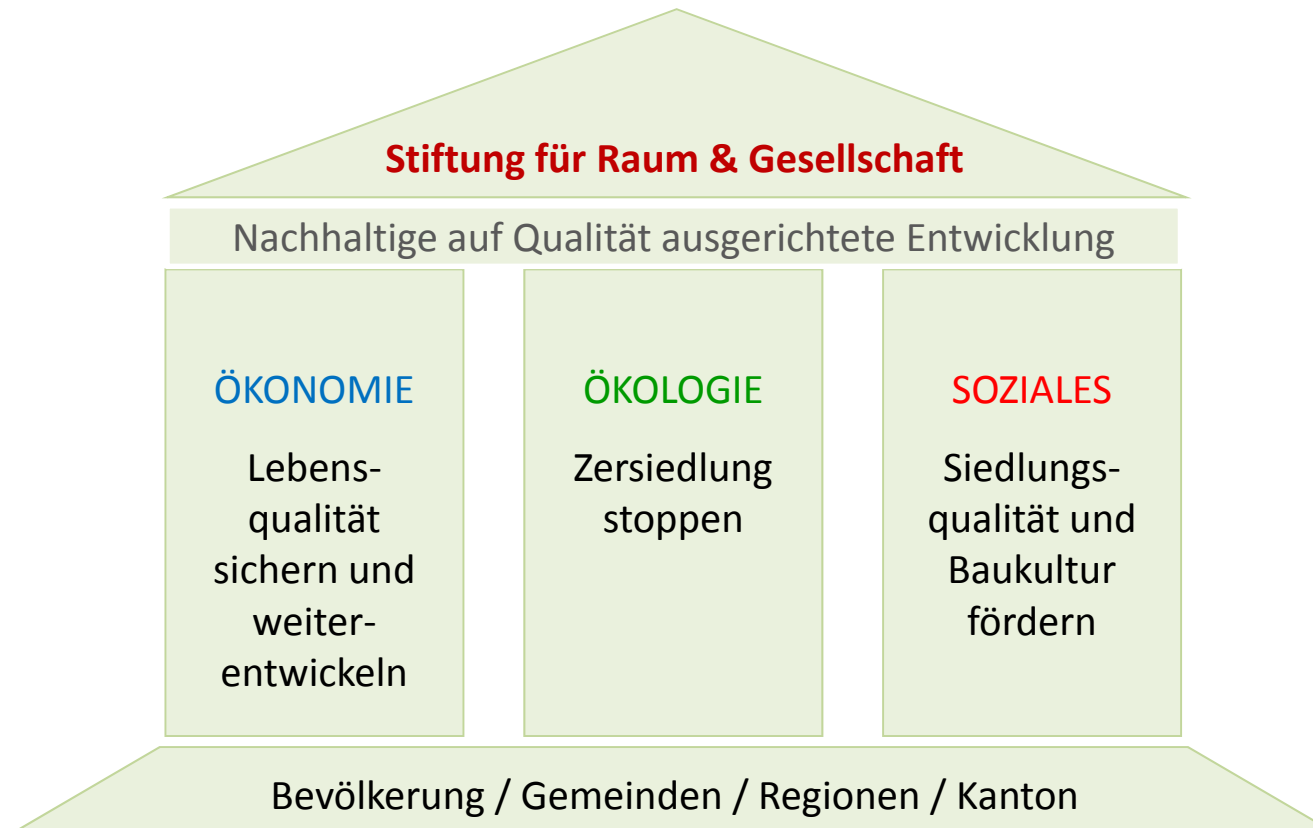 Stiftung für Raum & Gesellschaft
Nachhaltige auf Qualität ausgerichtete Entwicklung
ÖKONOMIE
Lebens-
qualität
sichern und
weiter-
entwickeln
ÖKOLOGIE
Zersiedlung
stoppen
SOZIALES
Siedlungs-
qualität und
Baukultur
fördern
Bevölkerung / Gemeinden / Regionen / Kanton